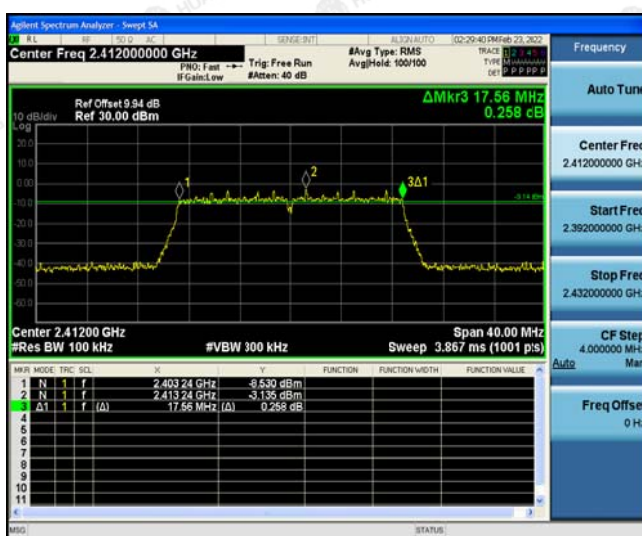 Agilent Spectrum Analyzer - Swept SA
RL RF 50 Ω AC SENSE:INT ALIGN AUTO 02:29:40 PM Feb 23, 2022
Center Freq 2.412000000 GHz
PNO: Fast Trig: Free Run
IFGain:Low #Atten: 40 dB
#Avg Type: RMS
Avg|Hold: 100/100
TRACE 1 2 3 4 5 6
TYPE M
DET P P P P P P
Ref Offset 9.94 dB
Ref 30.00 dBm
10 dB/div
Log
ΔMkr3 17.56 MHz
0.258 dB
20.0
10.0
0.00
-10.0
-20.0
-30.0
-40.0
-50.0
-60.0
1
2
3Δ1
-9.14 dBm
Center 2.41200 GHz Span 40.00 MHz
#Res BW 100 kHz #VBW 300 kHz Sweep 3.867 ms (1001 pts)
MKR MODE TRC SCL X Y FUNCTION FUNCTION WIDTH FUNCTION VALUE
1 N 1 f 2.403 24 GHz -8.530 dBm
2 N 1 f 2.413 24 GHz -3.135 dBm
3 Δ1 1 f (Δ) 17.56 MHz (Δ) 0.258 dB
4
5
6
7
8
9
10
11
MSG STATUS
Frequency
Auto Tune
Center Freq
2.412000000 GHz
Start Freq
2.392000000 GHz
Stop Freq
2.432000000 GHz
CF Step
4.000000 MHz
Auto Man
Freq Offset
0 Hz